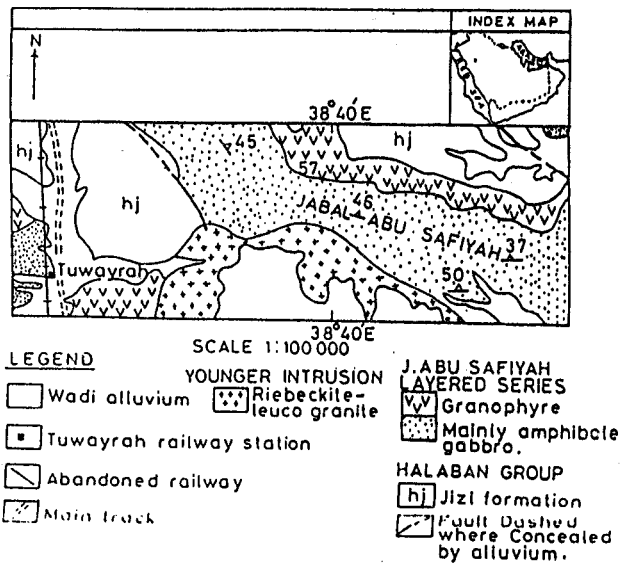 INDEX MAP
N
38°40'E
hj
45
hj
57
46
hj
JABAL ABU SAFIYAH
37
50
Tuwayrah
38°40'E
SCALE 1:100 000
LEGEND
Wadi alluvium
Tuwayrah railway station
Abandoned railway
Main track
YOUNGER INTRUSION
Riebeckite-
leuco granite
J.ABU SAFIYAH
LAYERED SERIES
Granophyre
Mainly amphibole
gabbro.
HALABAN GROUP
hj Jizl formation
Fault Dashed
where Concealed
by alluvium.